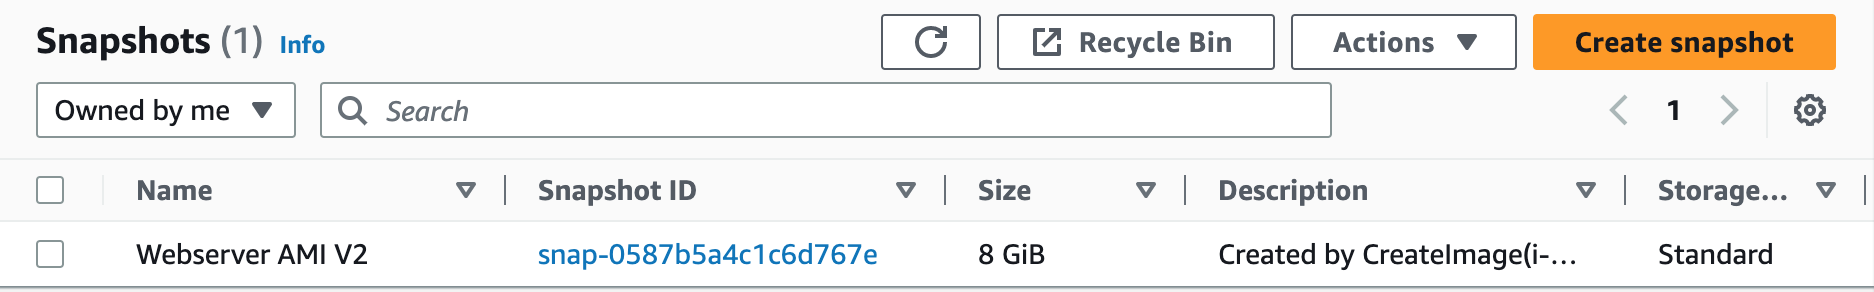 Snapshots (1) Info Recycle Bin Actions Create snapshot
Owned by me Search 1
Name Snapshot ID Size Description Storage...
Webserver AMI V2 snap-0587b5a4c1c6d767e 8 GiB Created by CreateImage(i-... Standard